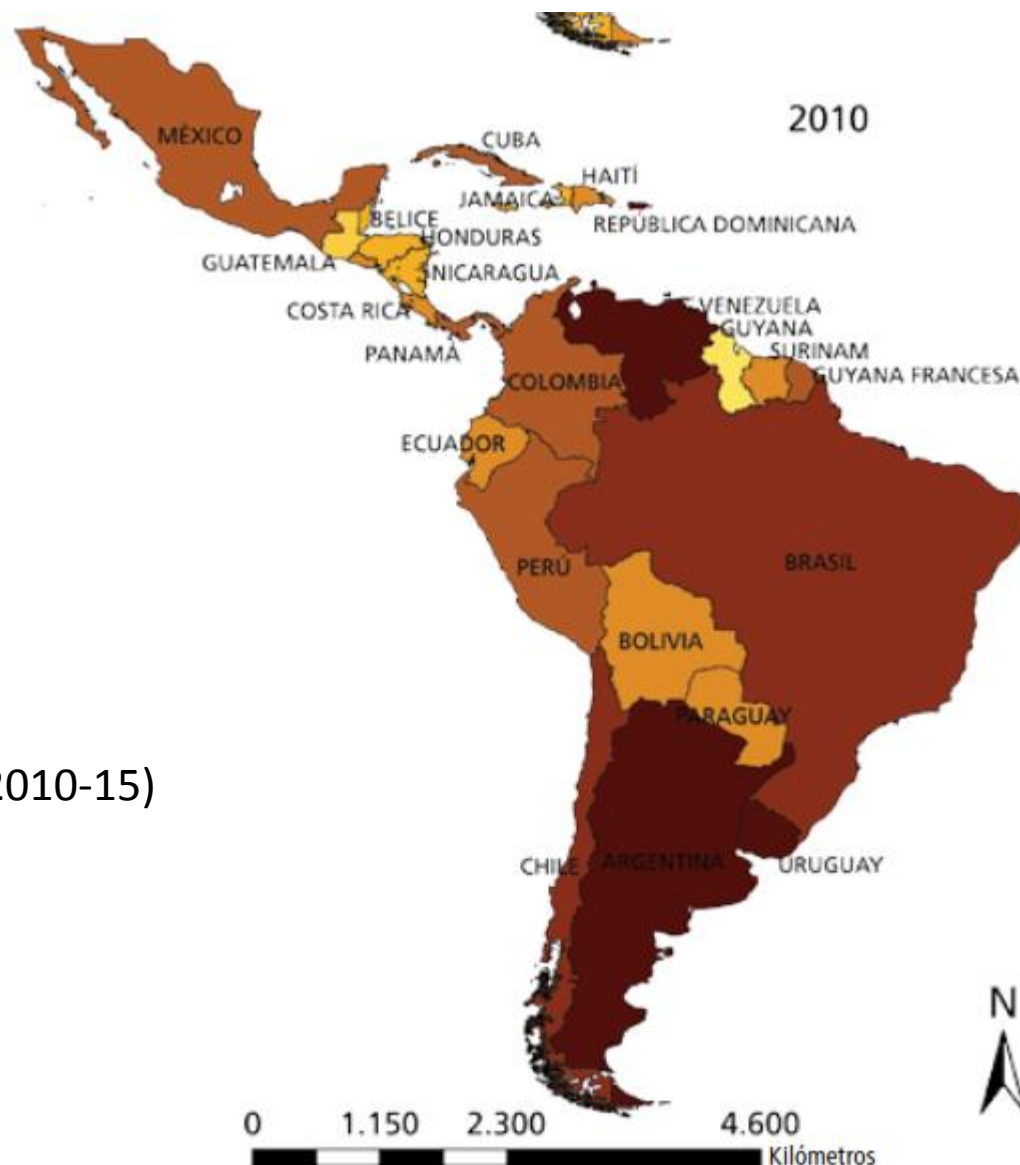 2010
MÉXICO
CUBA
HAITÍ
JAMAICA
REPÚBLICA DOMINICANA
BELICE
HONDURAS
GUATEMALA
NICARAGUA
COSTA RICA
PANAMÁ
VENEZUELA
GUYANA
SURINAM
GUYANA FRANCESA
COLOMBIA
ECUADOR
PERÚ
BRASIL
BOLIVIA
PARAGUAY
2010-15)
CHILE
ARGENTINA
URUGUAY
N
0 1.150 2.300 4.600
Kilómetros